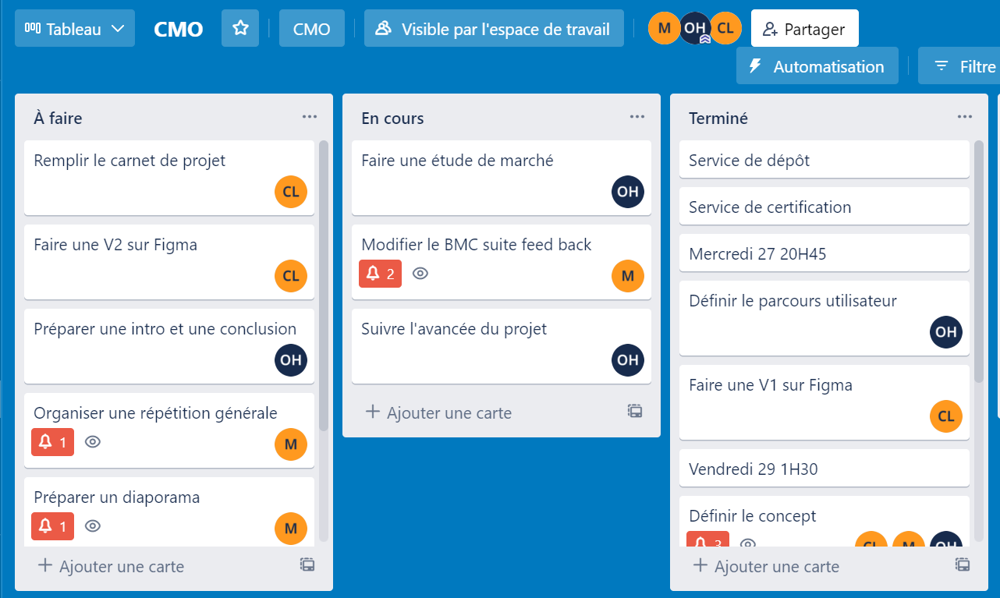 Tableau CMO CMO Visible par l'espace de travail M OH CL Partager
Automatisation Filtre
À faire
Remplir le carnet de projet
CL
Faire une V2 sur Figma
CL
Préparer une intro et une conclusion
OH
Organiser une répétition générale
1 M
Préparer un diaporama
1 M
Ajouter une carte
En cours
Faire une étude de marché
OH
Modifier le BMC suite feed back
2 M
Suivre l'avancée du projet
OH
Ajouter une carte
Terminé
Service de dépôt
Service de certification
Mercredi 27 20H45
Définir le parcours utilisateur
OH
Faire une V1 sur Figma
CL
Vendredi 29 1H30
Définir le concept
3 CL M OH
Ajouter une carte